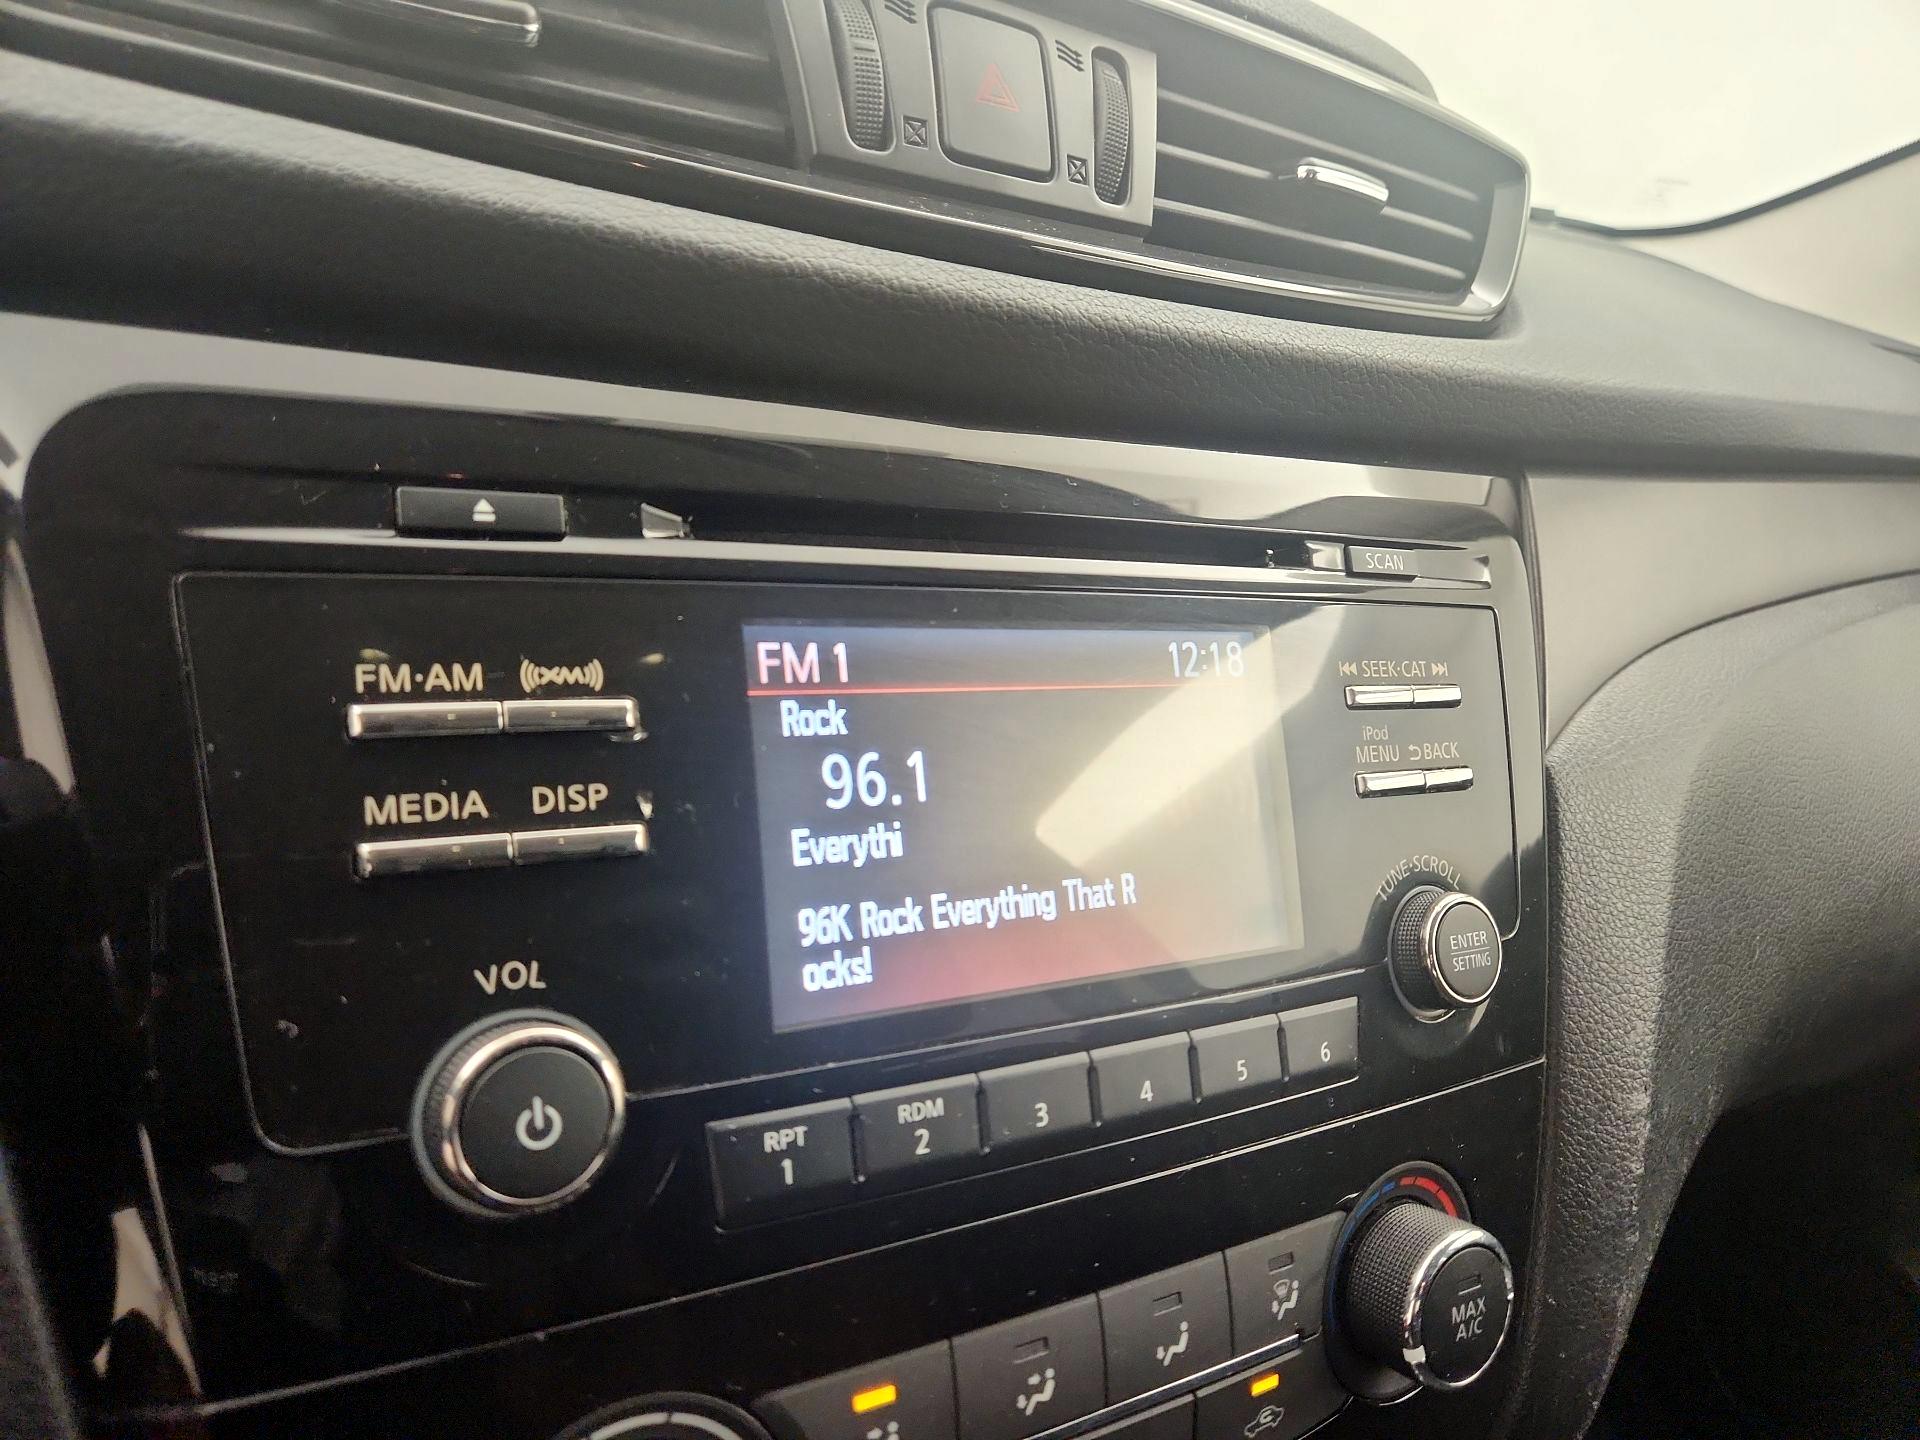 SCAN
FM·AM
((XM))
FM 1
12:18
SEEK·CAT
Rock
iPod
MENU
BACK
96.1
MEDIA
DISP
Everythi
TUNE·SCROLL
96K Rock Everything That R
ocks!
ENTER
SETTING
VOL
RPT
1
RDM
2
3
4
5
6
MAX
A/C